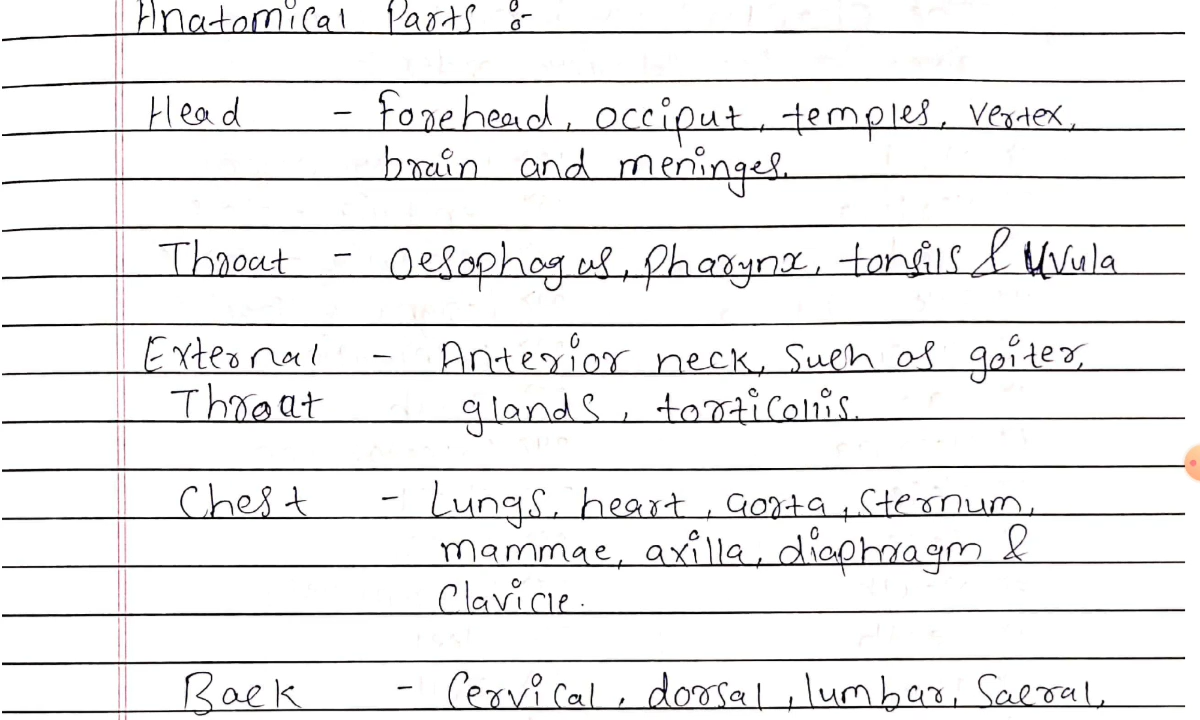 Anatomical Parts :-
Head - Forehead, occiput, temples, vertex,
brain and meninges.
Throat - Oesophagus, Pharynx, tonsils & Uvula
External - Anterior neck, Such as goiter,
Throat glands, torticollis.
Chest - Lungs, heart, aorta, Sternum,
mammae, axilla, diaphragm &
Clavicle.
Back - Cervical, dorsal, lumbar, Sacral,